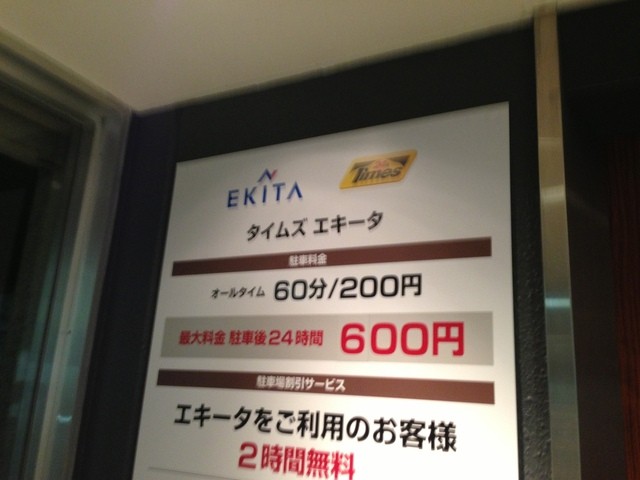 EKITA
Times
タイムズ エキータ
駐車料金
オールタイム 60分/200円
最大料金 駐車後24時間 600円
駐車場割引サービス
エキータをご利用のお客様
2時間無料